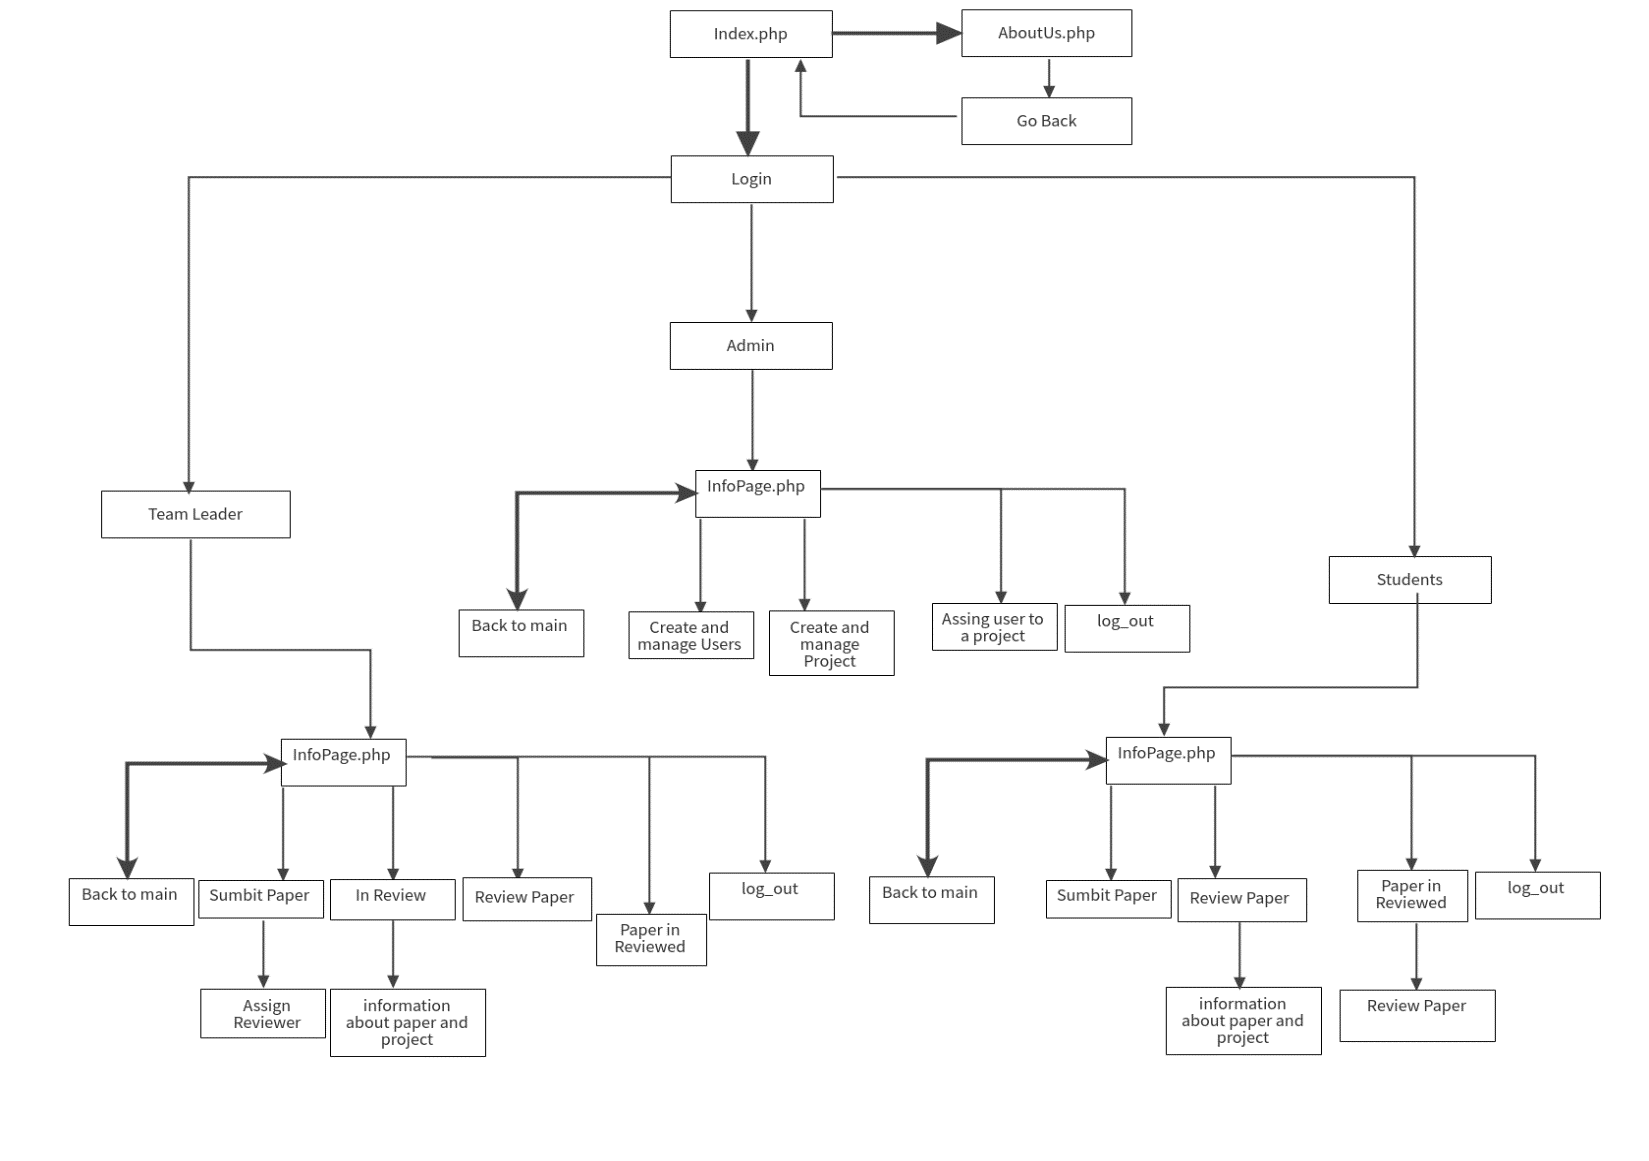 Index.php
AboutUs.php
Go Back
Login
Admin
InfoPage.php
Team Leader
Students
Back to main
Create and
manage Users
Create and
manage
Project
Assing user to
a project
log_out
InfoPage.php
InfoPage.php
Back to main
Sumbit Paper
In Review
Review Paper
Paper in
Reviewed
log_out
Back to main
Sumbit Paper
Review Paper
Paper in
Reviewed
log_out
Assign
Reviewer
information
about paper and
project
information
about paper and
project
Review Paper